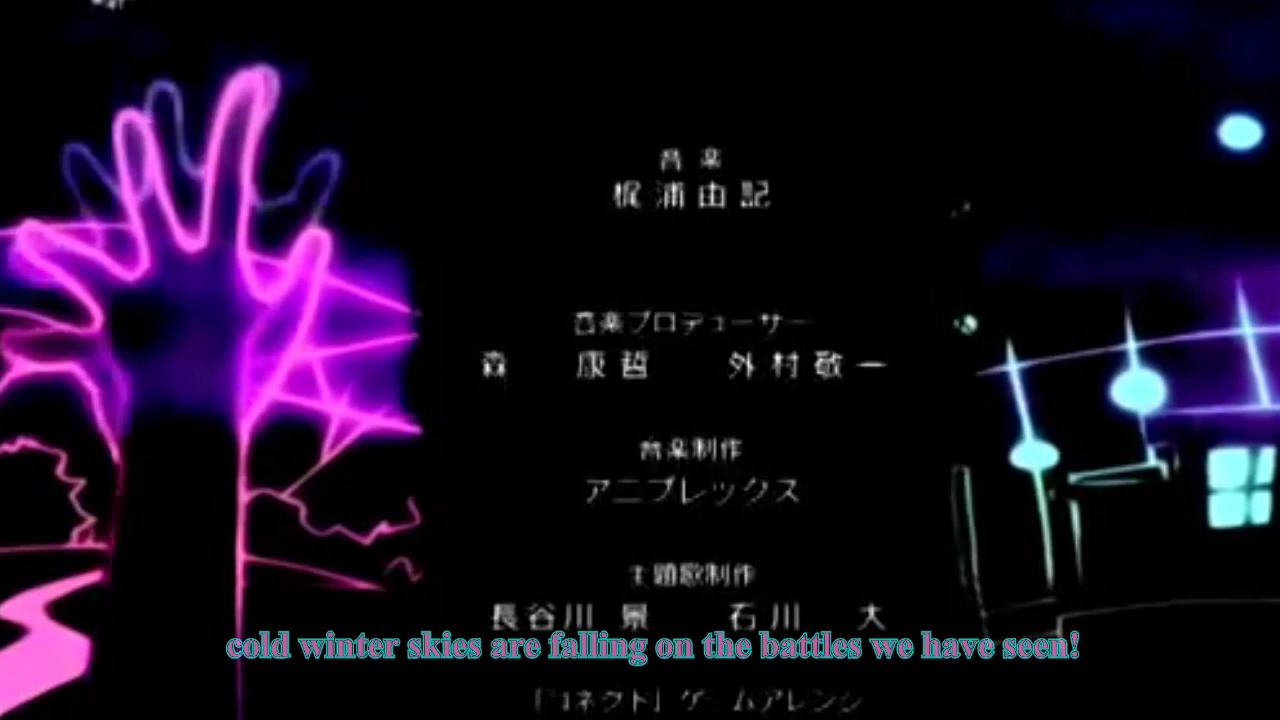 音楽
梶浦由記
音楽プロデューサー
森 康哲 外村敬一
音楽制作
アニプレックス
主題歌制作
長谷川 景 石川 大
cold winter skies are falling on the battles we have seen!
「コネクト」ゲームアレンジ